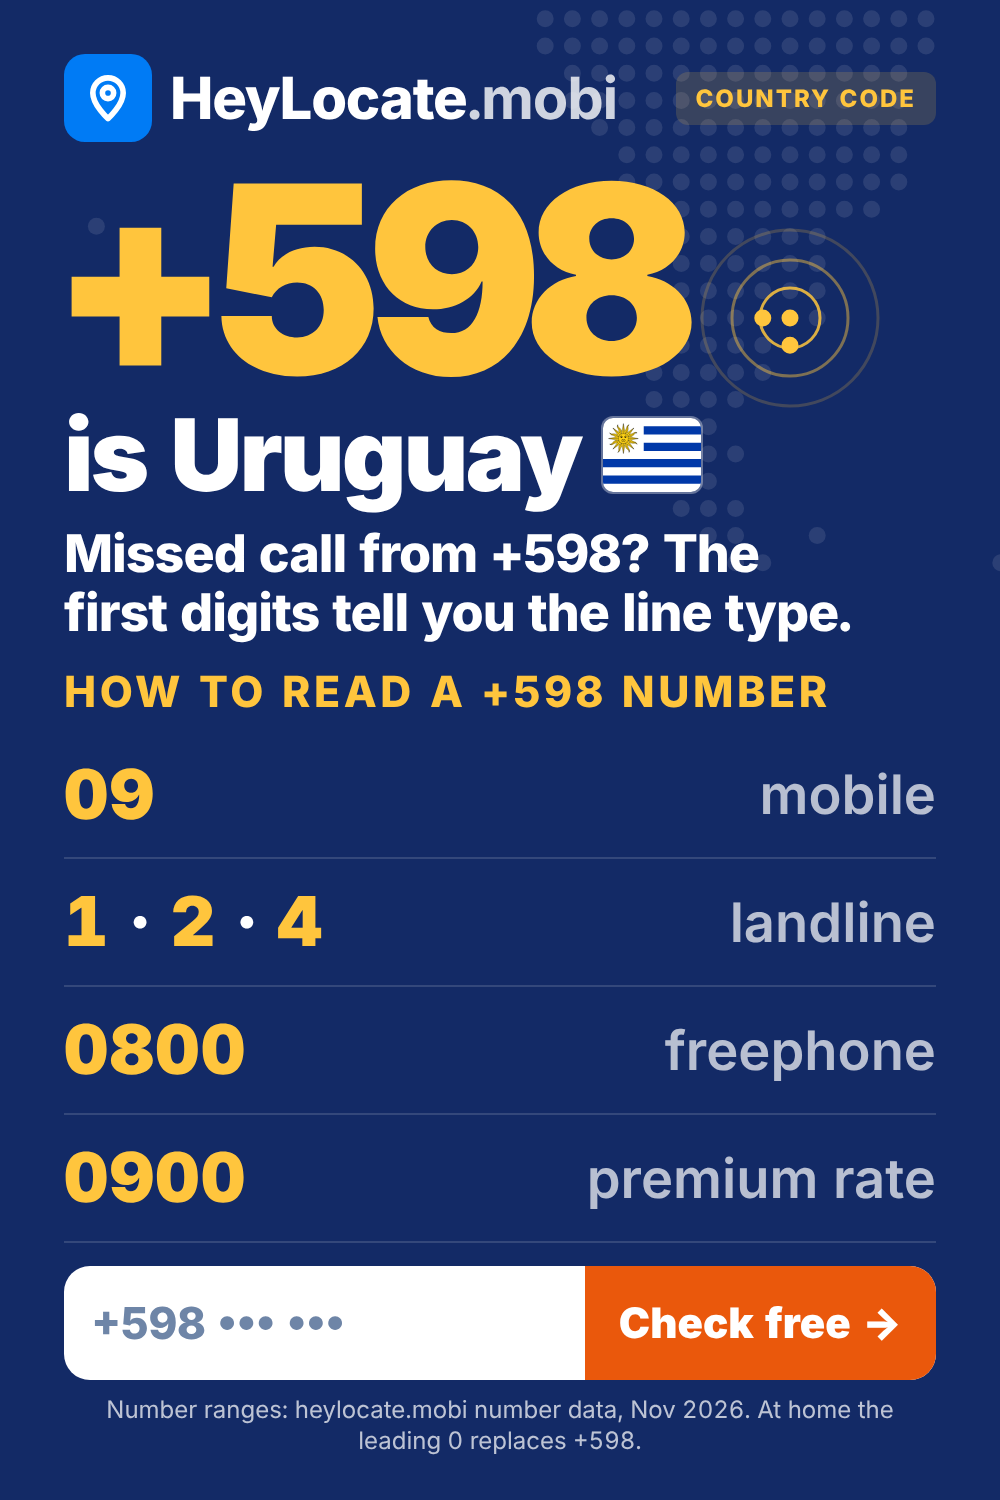 HeyLocate.mobi
COUNTRY CODE
+598
is Uruguay
Missed call from +598? The
first digits tell you the line type.
HOW TO READ A +598 NUMBER
09 mobile
1 · 2 · 4 landline
0800 freephone
0900 premium rate
+598 ••• •••
Check free →
Number ranges: heylocate.mobi number data, Nov 2026. At home the
leading 0 replaces +598.